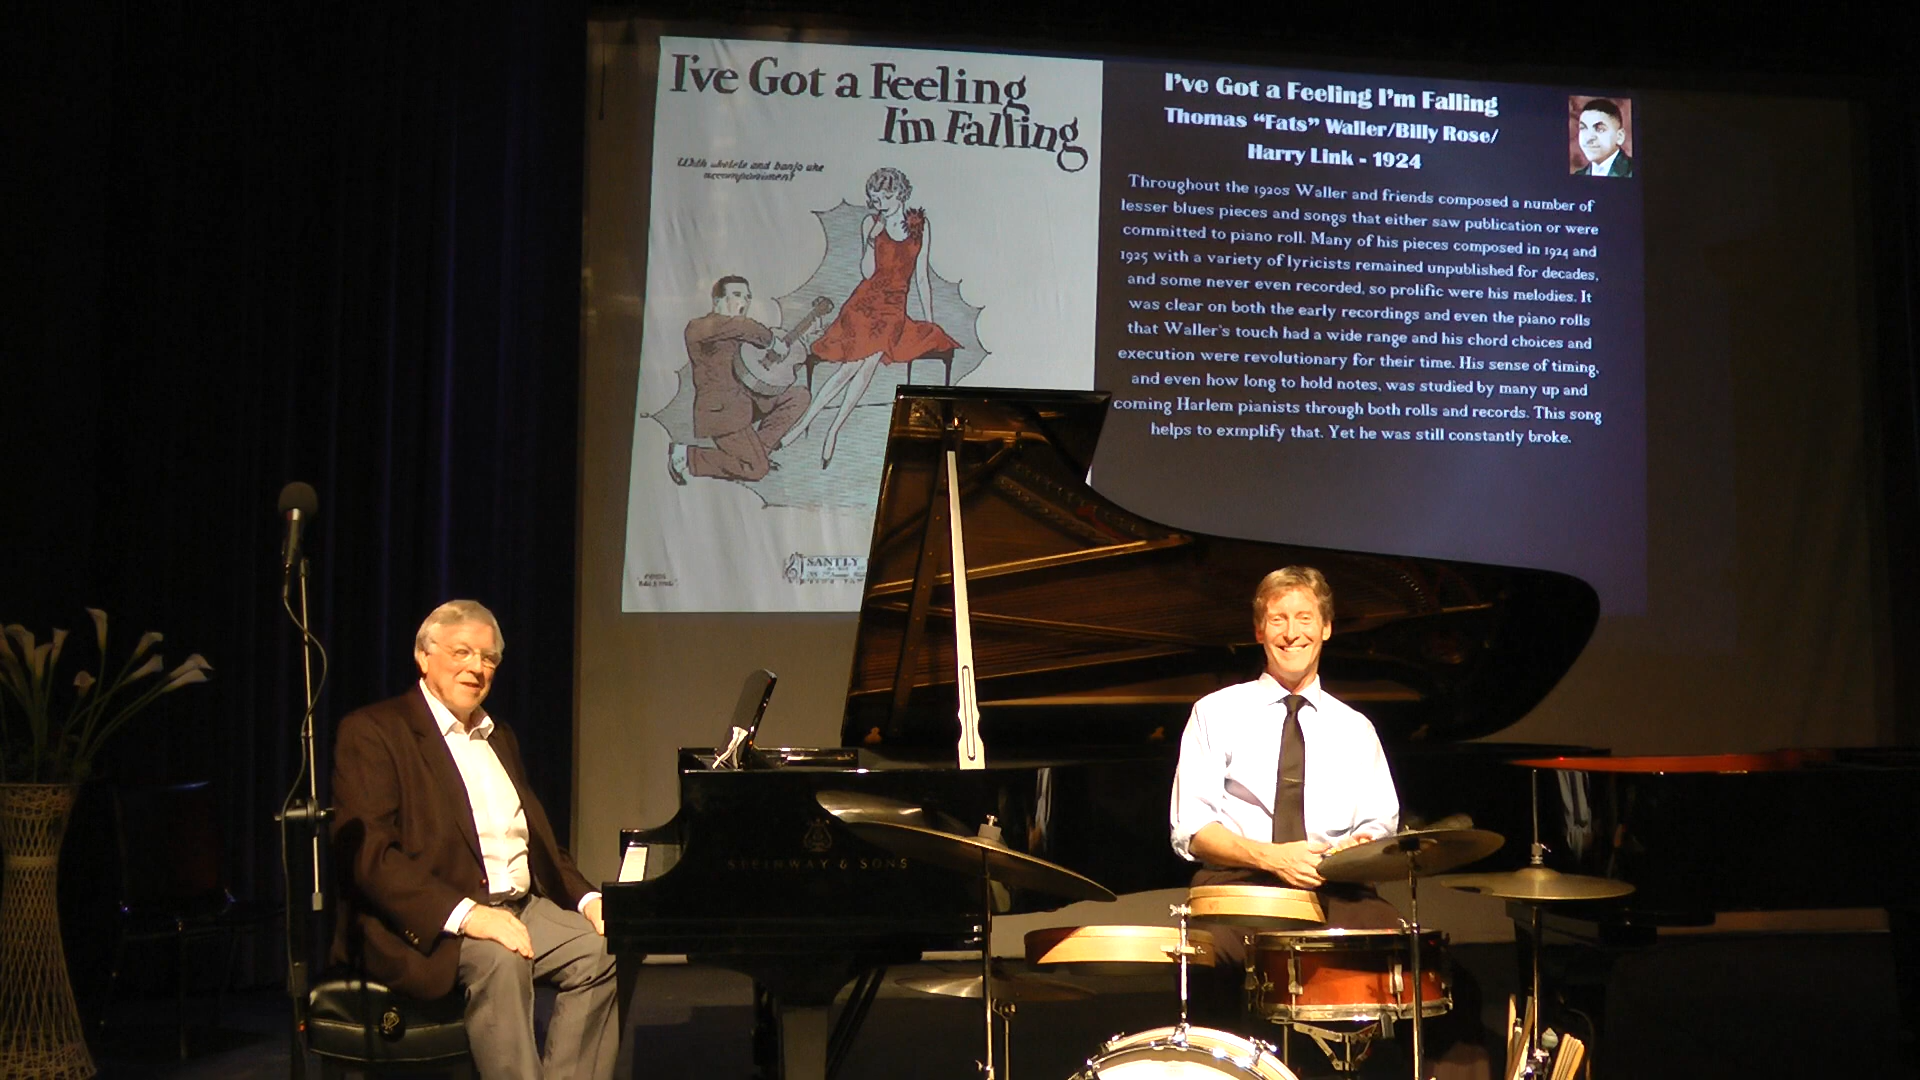 I've Got a Feeling
I'm Falling
With ukulele and banjo uke
accompaniment
SANTLY
I've Got a Feeling I'm Falling
Thomas “Fats” Waller/Billy Rose/
Harry Link - 1924
Throughout the 1920s Waller and friends composed a number of
lesser blues pieces and songs that either saw publication or were
committed to piano roll. Many of his pieces composed in 1924 and
1925 with a variety of lyricists remained unpublished for decades,
and some never even recorded, so prolific were his melodies. It
was clear on both the early recordings and even the piano rolls
that Waller's touch had a wide range and his chord choices and
execution were revolutionary for their time. His sense of timing,
and even how long to hold notes, was studied by many up and
coming Harlem pianists through both rolls and records. This song
helps to exmplify that. Yet he was still constantly broke.
STEINWAY & SONS